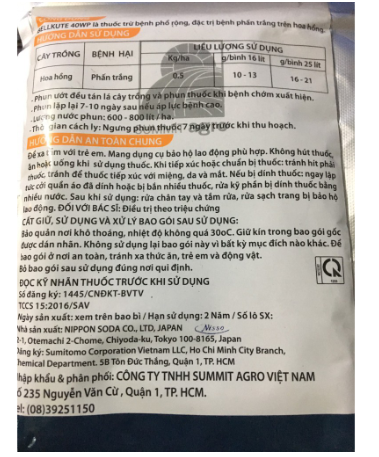 BELLKUTE 40WP là thuốc trừ bệnh phổ rộng, đặc trị bệnh phấn trắng trên hoa hồng.
HƯỚNG DẪN SỬ DỤNG
CÂY TRỒNG BỆNH HẠI LIỀU LƯỢNG SỬ DỤNG
Kg/ha g/bình 16 lít g/bình 25 lít
Hoa hồng Phấn trắng 0.5 10 - 13 16 - 21
- Phun ướt đều tán lá cây trồng và phun thuốc khi bệnh chớm xuất hiện.
- Phun lặp lại 7-10 ngày sau nếu áp lực bệnh cao.
- Lượng nước phun: 600 - 800 lít / ha.
- Thời gian cách ly: Ngưng phun thuốc 7 ngày trước khi thu hoạch.
HƯỚNG DẪN AN TOÀN CHUNG
Để xa tầm với trẻ em. Mang dụng cụ bảo hộ lao động phù hợp. Không hút thuốc,
ăn hoặc uống khi sử dụng thuốc. Khi tiếp xúc hoặc chuẩn bị thuốc: tránh hít phải
thuốc, tránh để thuốc tiếp xúc với miệng, da và mắt. Nếu bị dính thuốc: ngay lập
tức cởi quần áo đã dính hoặc bị bắn nhiều thuốc, rửa kỹ phần bị dính thuốc bằng
nhiều nước. Sau khi sử dụng: rửa chân tay và tắm rửa, rửa sạch trang bị bảo hộ
lao động. ĐỐI VỚI BÁC SĨ: Điều trị theo triệu chứng
CẤT GIỮ, SỬ DỤNG VÀ XỬ LÝ BAO GÓI SAU SỬ DỤNG:
Bảo quản nơi khô thoáng, nhiệt độ không quá 30oC. Giữ kín trong bao gói gốc
được dán nhãn. Không sử dụng lại bao gói này vì bất kỳ mục đích nào khác. Để
bao gói ở nơi an toàn, tránh xa thức ăn, trẻ em và động vật.
Bỏ bao gói sau sử dụng đúng nơi qui định.
ĐỌC KỸ NHÃN THUỐC TRƯỚC KHI SỬ DỤNG
Số đăng ký: 1445/CNĐKT-BVTV
TCCS 15:2016/SAV
Ngày sản xuất: xem trên bao bì / Hạn sử dụng: 2 Năm / Số lô SX:
Nhà sản xuất: NIPPON SODA CO., LTD, JAPAN Nisso
2-1, Otemachi 2-Chome, Chiyoda-ku, Tokyo 100-8165, Japan
Đăng ký: Sumitomo Corporation Vietnam LLC, Ho Chi Minh City Branch,
Chemical Department. 5B Tôn Đức Thắng, Quận 1, TP. HCM.
Nhập khẩu & phân phối: CÔNG TY TNHH SUMMIT AGRO VIỆT NAM
Số 235 Nguyễn Văn Cừ, Quận 1, TP. HCM.
Tel: (08)39251150